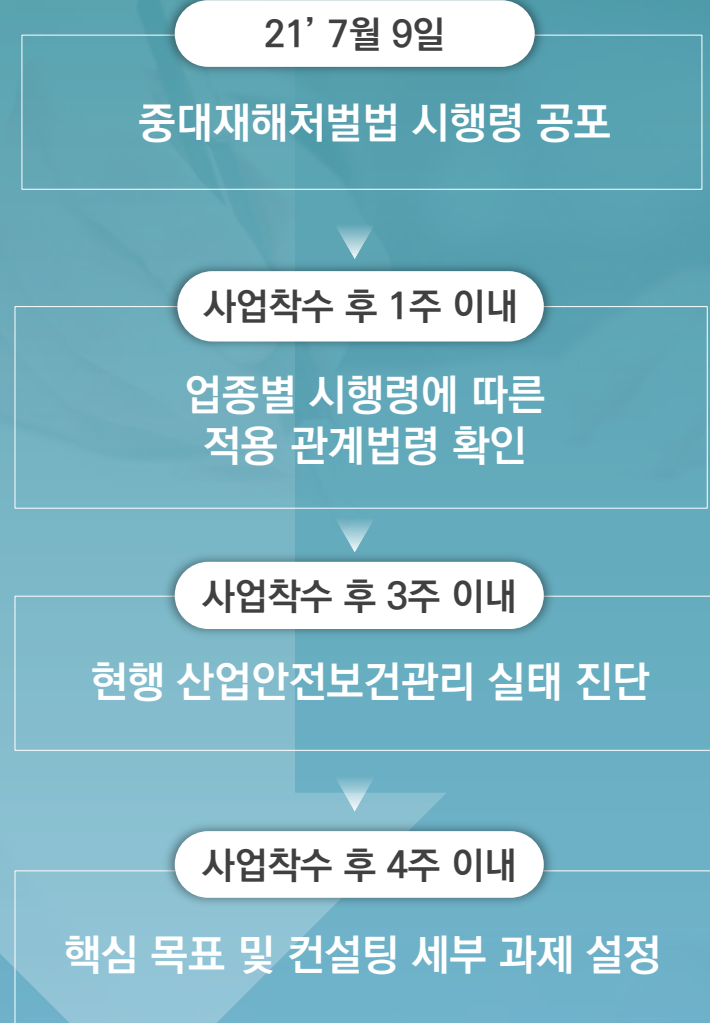 21’ 7월 9일
중대재해처벌법 시행령 공포
사업착수 후 1주 이내
업종별 시행령에 따른
적용 관계법령 확인
사업착수 후 3주 이내
현행 산업안전보건관리 실태 진단
사업착수 후 4주 이내
핵심 목표 및 컨설팅 세부 과제 설정